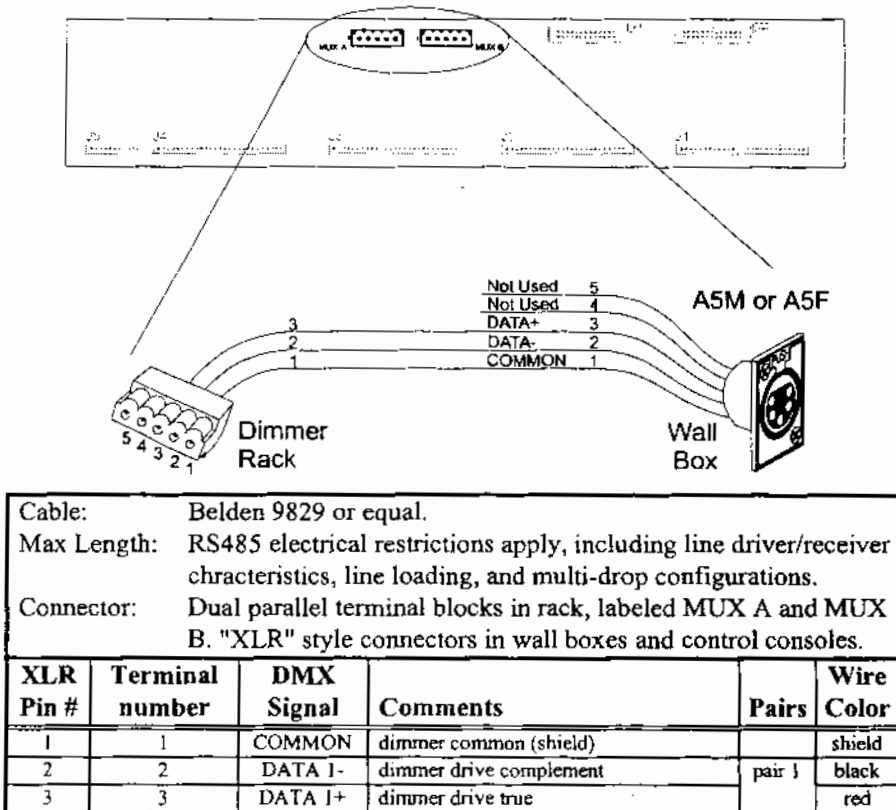 MUX A
MUX B
J5
J4
J1
Not Used 5
Not Used 4
3 DATA+ 3
2 DATA- 2
1 COMMON 1
A5M or A5F
5 4 3 2 1
Dimmer
Rack
Wall
Box
Cable: Belden 9829 or equal.
Max Length: RS485 electrical restrictions apply, including line driver/receiver
chracteristics, line loading, and multi-drop configurations.
Connector: Dual parallel terminal blocks in rack, labeled MUX A and MUX
B. "XLR" style connectors in wall boxes and control consoles.
XLR Pin # Terminal number DMX Signal Comments Pairs Wire Color
1 1 COMMON dimmer common (shield) shield
2 2 DATA 1- dimmer drive complement pair 1 black
3 3 DATA 1+ dimmer drive true red